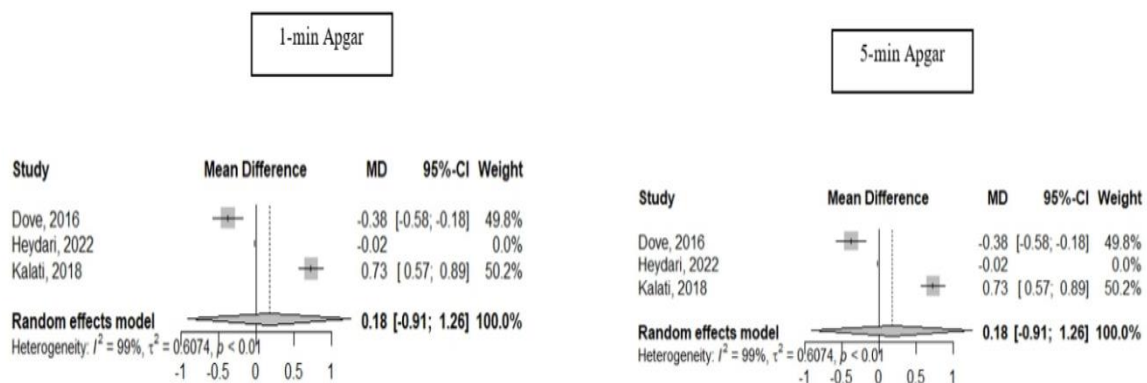 1-min Apgar
Study Mean Difference MD 95%-CI Weight
Dove, 2016 -0.38 [-0.58; -0.18] 49.8%
Heydari, 2022 -0.02 0.0%
Kalati, 2018 0.73 [0.57; 0.89] 50.2%
Random effects model 0.18 [-0.91; 1.26] 100.0%
Heterogeneity: I² = 99%, τ² = 0.6074, p < 0.01
-1 -0.5 0 0.5 1
5-min Apgar
Study Mean Difference MD 95%-CI Weight
Dove, 2016 -0.38 [-0.58; -0.18] 49.8%
Heydari, 2022 -0.02 0.0%
Kalati, 2018 0.73 [0.57; 0.89] 50.2%
Random effects model 0.18 [-0.91; 1.26] 100.0%
Heterogeneity: I² = 99%, τ² = 0.6074, p < 0.01
-1 -0.5 0 0.5 1